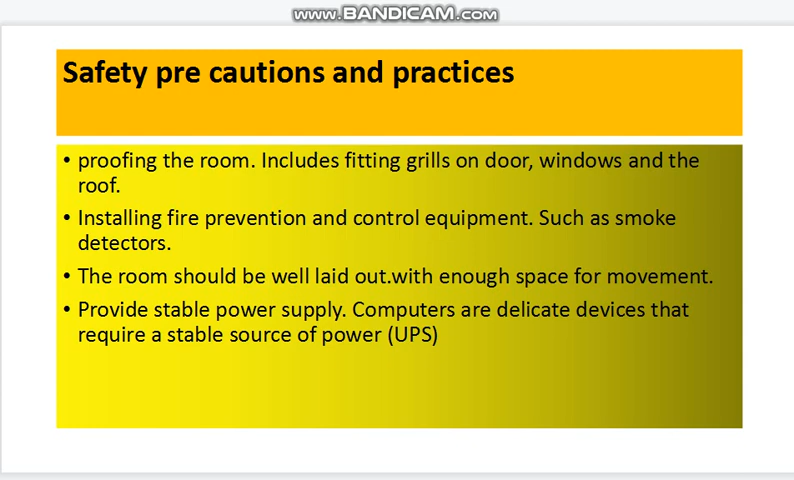 www.BANDICAM.com
Safety pre cautions and practices
• proofing the room. Includes fitting grills on door, windows and the
roof.
• Installing fire prevention and control equipment. Such as smoke
detectors.
• The room should be well laid out.with enough space for movement.
• Provide stable power supply. Computers are delicate devices that
require a stable source of power (UPS)